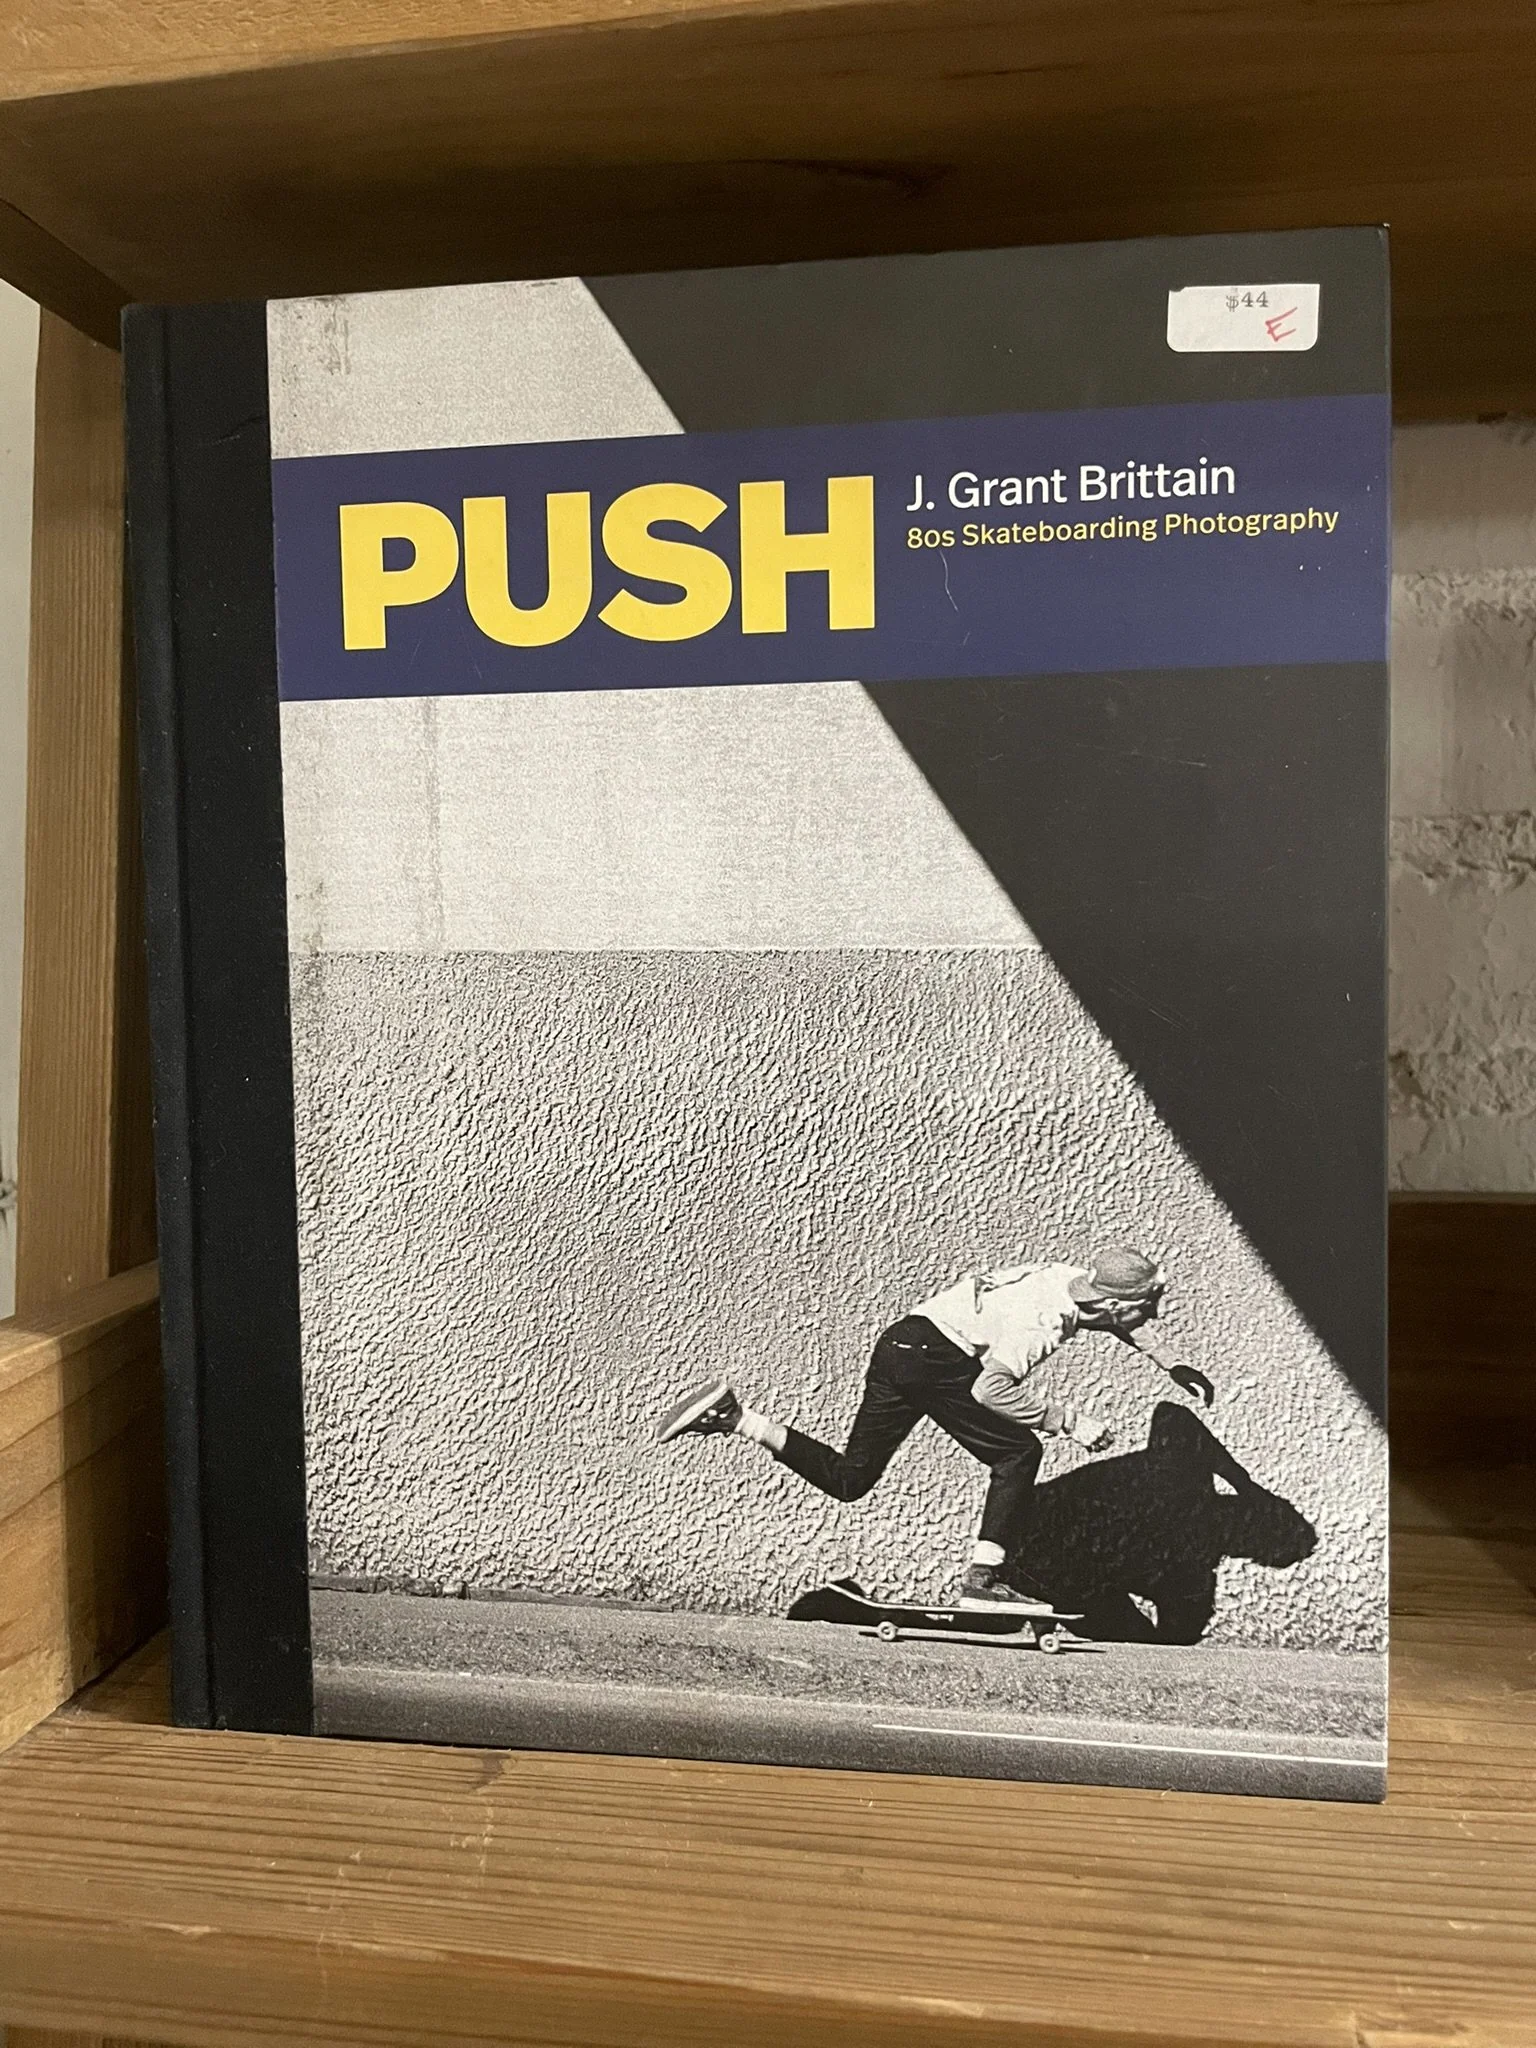 $44
E
PUSH
J. Grant Brittain
80s Skateboarding Photography